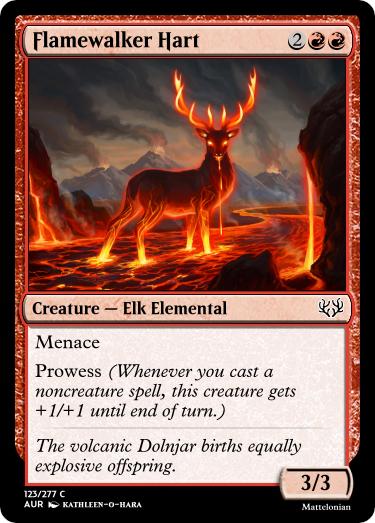 Flamewalker Hart 2
Creature — Elk Elemental
Menace
Prowess (Whenever you cast a
noncreature spell, this creature gets
+1/+1 until end of turn.)
The volcanic Dolnjar births equally
explosive offspring.
3/3
123/277 C
AUR KATHLEEN-O-HARA
Mattelonian